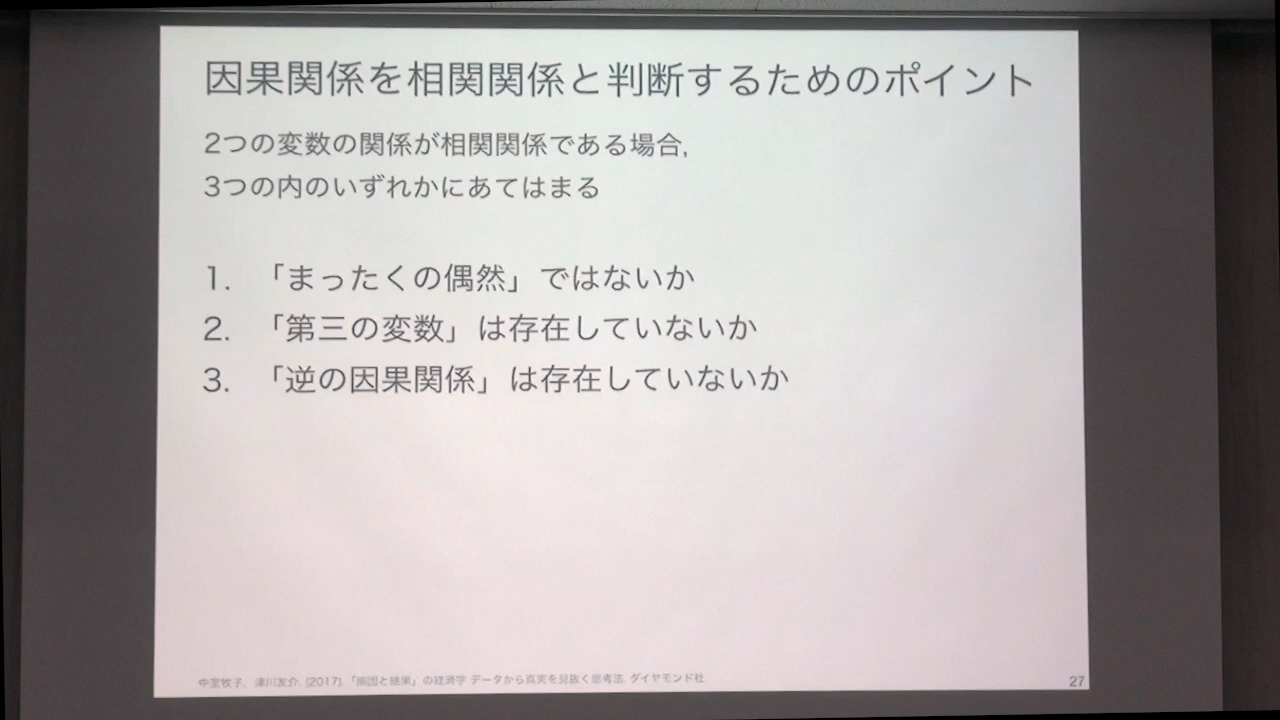 因果関係を相関関係と判断するためのポイント
2つの変数の関係が相関関係である場合,
3つの内のいずれかにあてはまる
1. 「まったくの偶然」ではないか
2. 「第三の変数」は存在していないか
3. 「逆の因果関係」は存在していないか
中室牧子, 津川友介. (2017). 「原因と結果」の経済学 データから真実を見抜く思考法. ダイヤモンド社.
27